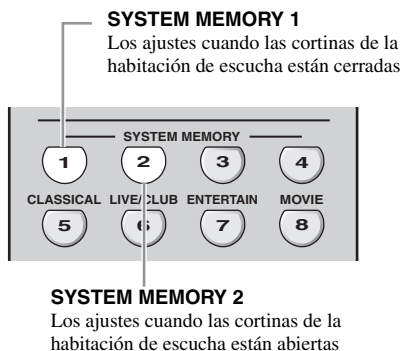 SYSTEM MEMORY 1
Los ajustes cuando las cortinas de la
habitación de escucha están cerradas
SYSTEM MEMORY
1 2 3 4
CLASSICAL LIVE/CLUB ENTERTAIN MOVIE
5 6 7 8
SYSTEM MEMORY 2
Los ajustes cuando las cortinas de la
habitación de escucha están abiertas